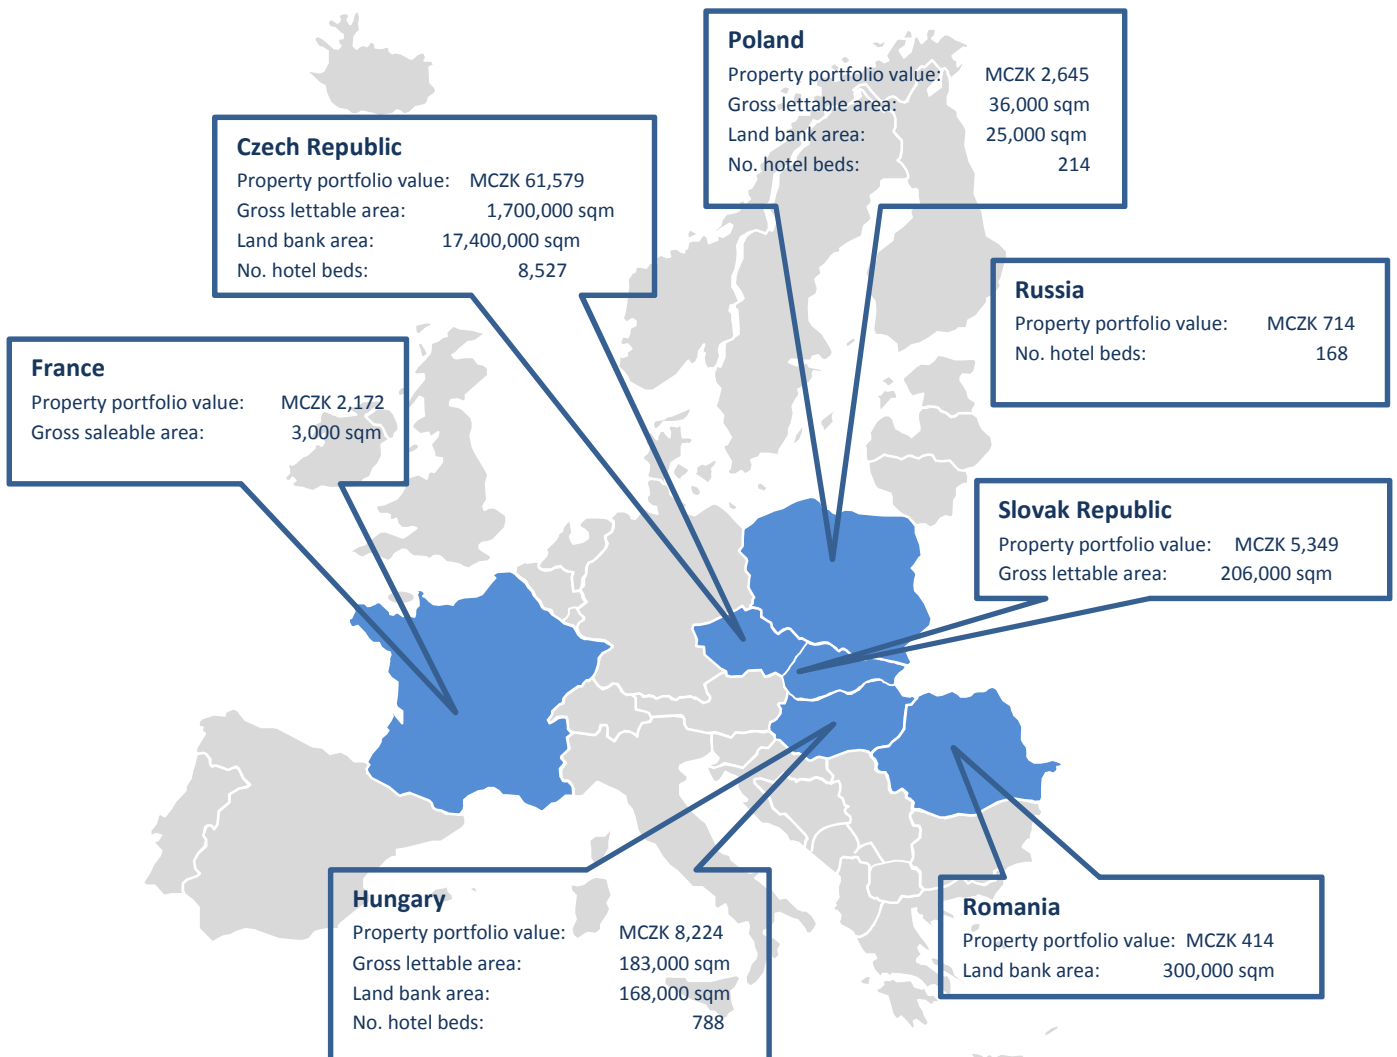 Poland
Property portfolio value: MCZK 2,645
Gross lettable area: 36,000 sqm
Land bank area: 25,000 sqm
No. hotel beds: 214
Czech Republic
Property portfolio value: MCZK 61,579
Gross lettable area: 1,700,000 sqm
Land bank area: 17,400,000 sqm
No. hotel beds: 8,527
Russia
Property portfolio value: MCZK 714
No. hotel beds: 168
France
Property portfolio value: MCZK 2,172
Gross saleable area: 3,000 sqm
Slovak Republic
Property portfolio value: MCZK 5,349
Gross lettable area: 206,000 sqm
Hungary
Property portfolio value: MCZK 8,224
Gross lettable area: 183,000 sqm
Land bank area: 168,000 sqm
No. hotel beds: 788
Romania
Property portfolio value: MCZK 414
Land bank area: 300,000 sqm